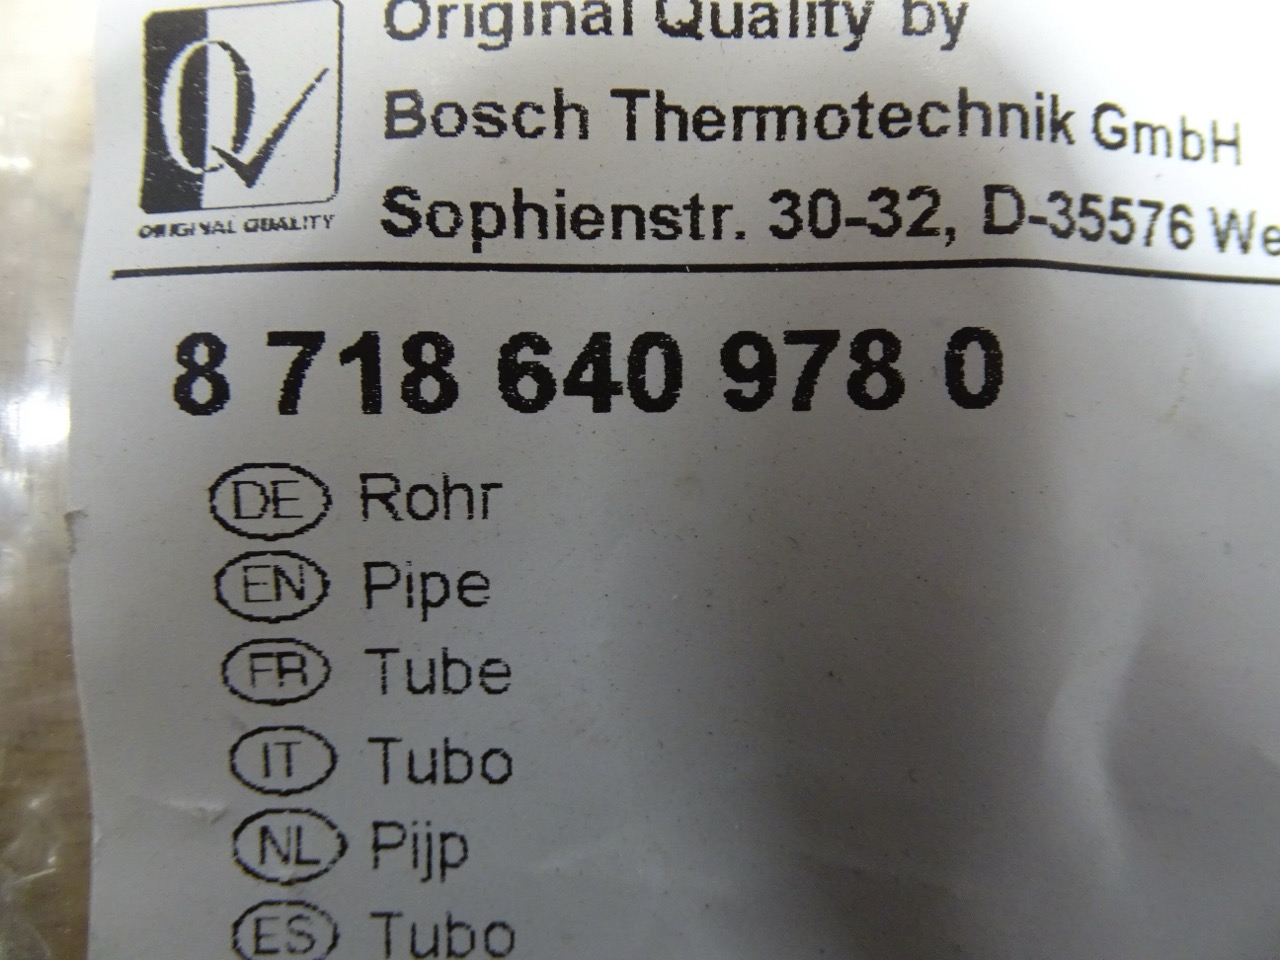 Original Quality by
Bosch Thermotechnik GmbH
Sophienstr. 30-32, D-35576 We
ORIGINAL QUALITY
8 718 640 978 0
DE Rohr
EN Pipe
FR Tube
IT Tubo
NL Pijp
ES Tubo